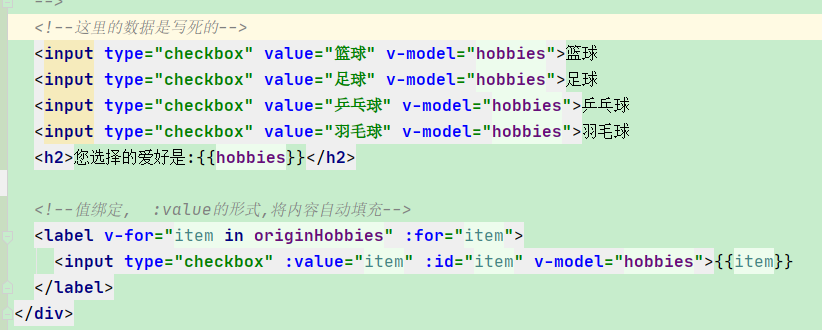 -->
<!--这里的数据是写死的-->
<input type="checkbox" value="篮球" v-model="hobbies">篮球
<input type="checkbox" value="足球" v-model="hobbies">足球
<input type="checkbox" value="乒乓球" v-model="hobbies">乒乓球
<input type="checkbox" value="羽毛球" v-model="hobbies">羽毛球
<h2>您选择的爱好是:{{hobbies}}</h2>
<!--值绑定, :value的形式,将内容自动填充-->
<label v-for="item in originHobbies" :for="item">
<input type="checkbox" :value="item" :id="item" v-model="hobbies">{{item}}
</label>
</div>